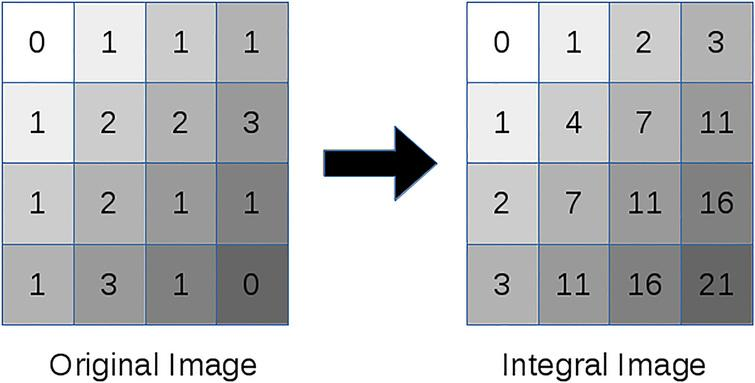 0 1 1 1
1 2 2 3
1 2 1 1
1 3 1 0
Original Image
0 1 2 3
1 4 7 11
2 7 11 16
3 11 16 21
Integral Image